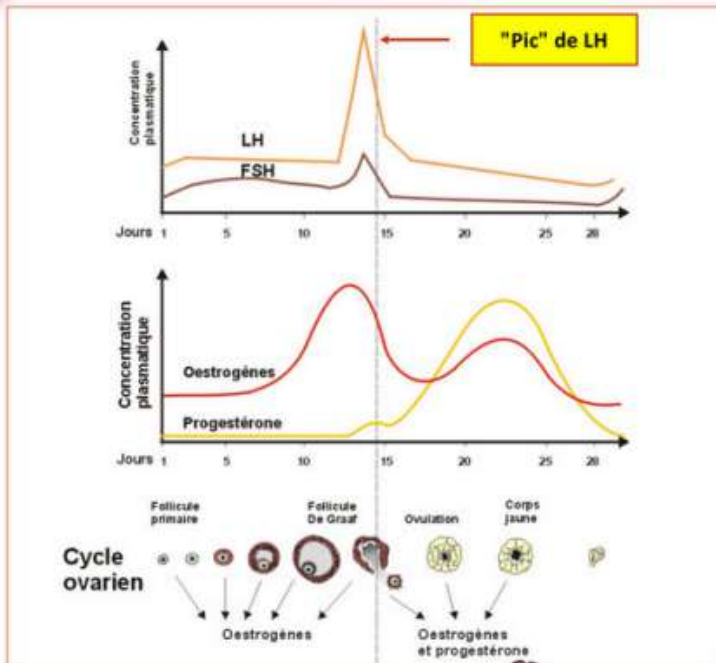 "Pic" de LH
Concentration
plasmatique
LH
FSH
Jours 1 5 10 15 20 25 28
Concentration
plasmatique
Oestrogènes
Progestérone
Jours 1 5 10 15 20 25 28
Follicule
primaire
Follicule
De Graaf
Ovulation
Corps
jaune
Cycle
ovarien
Oestrogènes
Oestrogènes
et progestérone